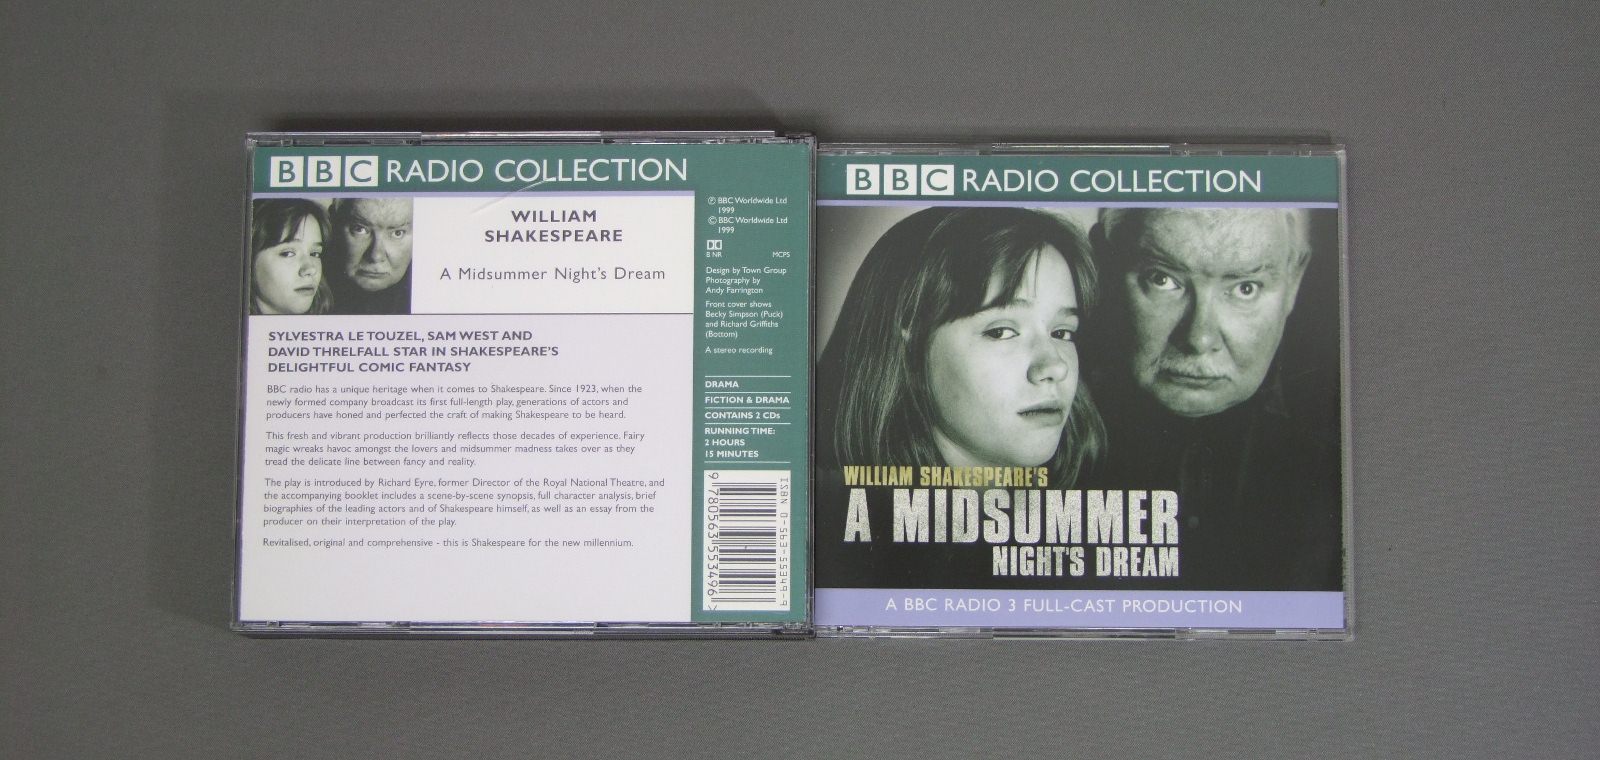 BBC RADIO COLLECTION
WILLIAM
SHAKESPEARE
A Midsummer Night's Dream
SYLVESTRA LE TOUZEL, SAM WEST AND
DAVID THRELFALL STAR IN SHAKESPEARE'S
DELIGHTFUL COMIC FANTASY
BBC radio has a unique heritage when it comes to Shakespeare. Since 1923, when the
newly formed company broadcast its first full-length play, generations of actors and
producers have honed and perfected the craft of making Shakespeare to be heard.
This fresh and vibrant production brilliantly reflects those decades of experience. Fairy
magic wreaks havoc amongst the lovers and midsummer madness takes over as they
tread the delicate line between fancy and reality.
The play is introduced by Richard Eyre, former Director of the Royal National Theatre, and
the accompanying booklet includes a scene-by-scene synopsis, full character analysis, brief
biographies of the leading actors and of Shakespeare himself, as well as an essay from the
producer on their interpretation of the play.
Revitalised, original and comprehensive - this is Shakespeare for the new millennium.
℗ BBC Worldwide Ltd
1999
© BBC Worldwide Ltd
1999
B NR MCPS
Design by Town Group
Photography by
Andy Farrington
Front cover shows
Becky Simpson (Puck)
and Richard Griffiths
(Bottom)
A stereo recording
DRAMA
FICTION & DRAMA
CONTAINS 2 CDs
RUNNING TIME:
2 HOURS
15 MINUTES
ISBN 0-563-55349-9
9 780563 553496 >
BBC RADIO COLLECTION
WILLIAM SHAKESPEARE'S
A MIDSUMMER
NIGHT'S DREAM
A BBC RADIO 3 FULL-CAST PRODUCTION